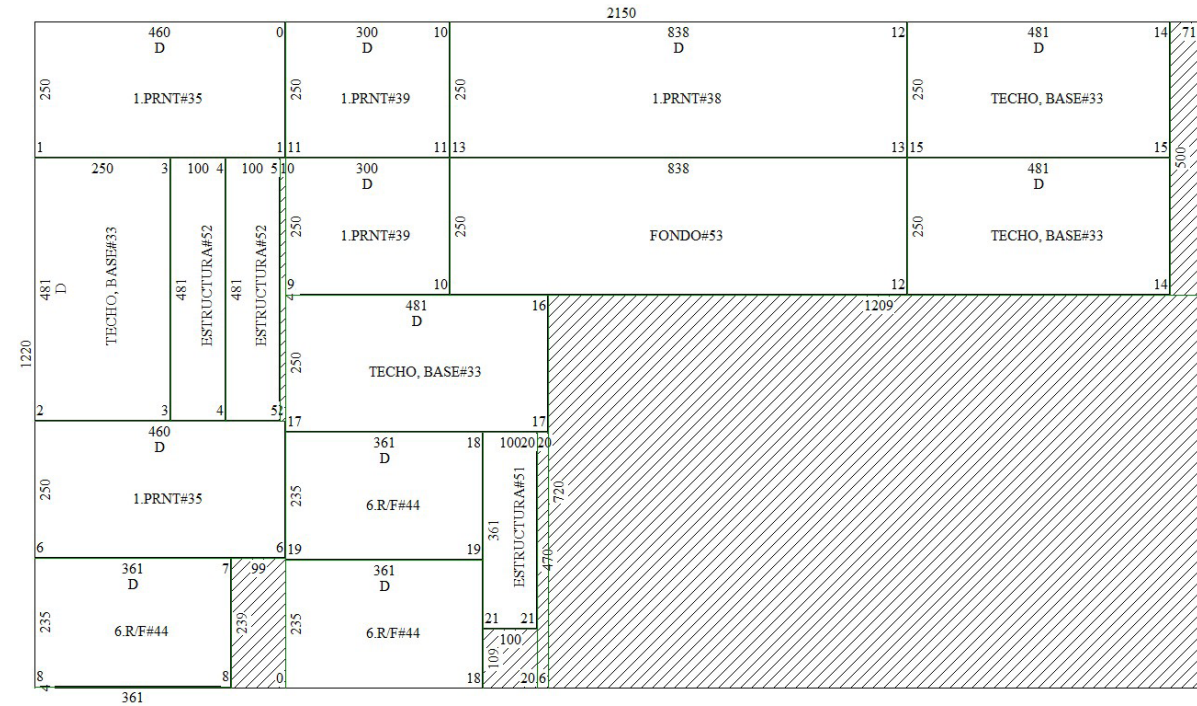 2150
460 0 300 10 838 12 481 14 71
D D D D
250 1.PRNT#35 250 1.PRNT#39 250 1.PRNT#38 250 TECHO, BASE#33
1 1 11 11 13 13 15 15
500
250 3 100 4 100 5 10 300 838 481
D D
481 D TECHO, BASE#33 481 ESTRUCTURA#52 481 ESTRUCTURA#52
250 1.PRNT#39 250 FONDO#53 250 TECHO, BASE#33
9 10 12 14
4 481 16 1209
D
1220
250 TECHO, BASE#33
2 3 4 52 17 17
460 361 18 100 20 20 20
D D
250 1.PRNT#35 235 6.R/F#44 361 ESTRUCTURA#51 720
6 6 19 19 470
361 7 99 361
D D
235 6.R/F#44 239 235 6.R/F#44 21 21
100
109
8 8 0 18 20 6
4
361